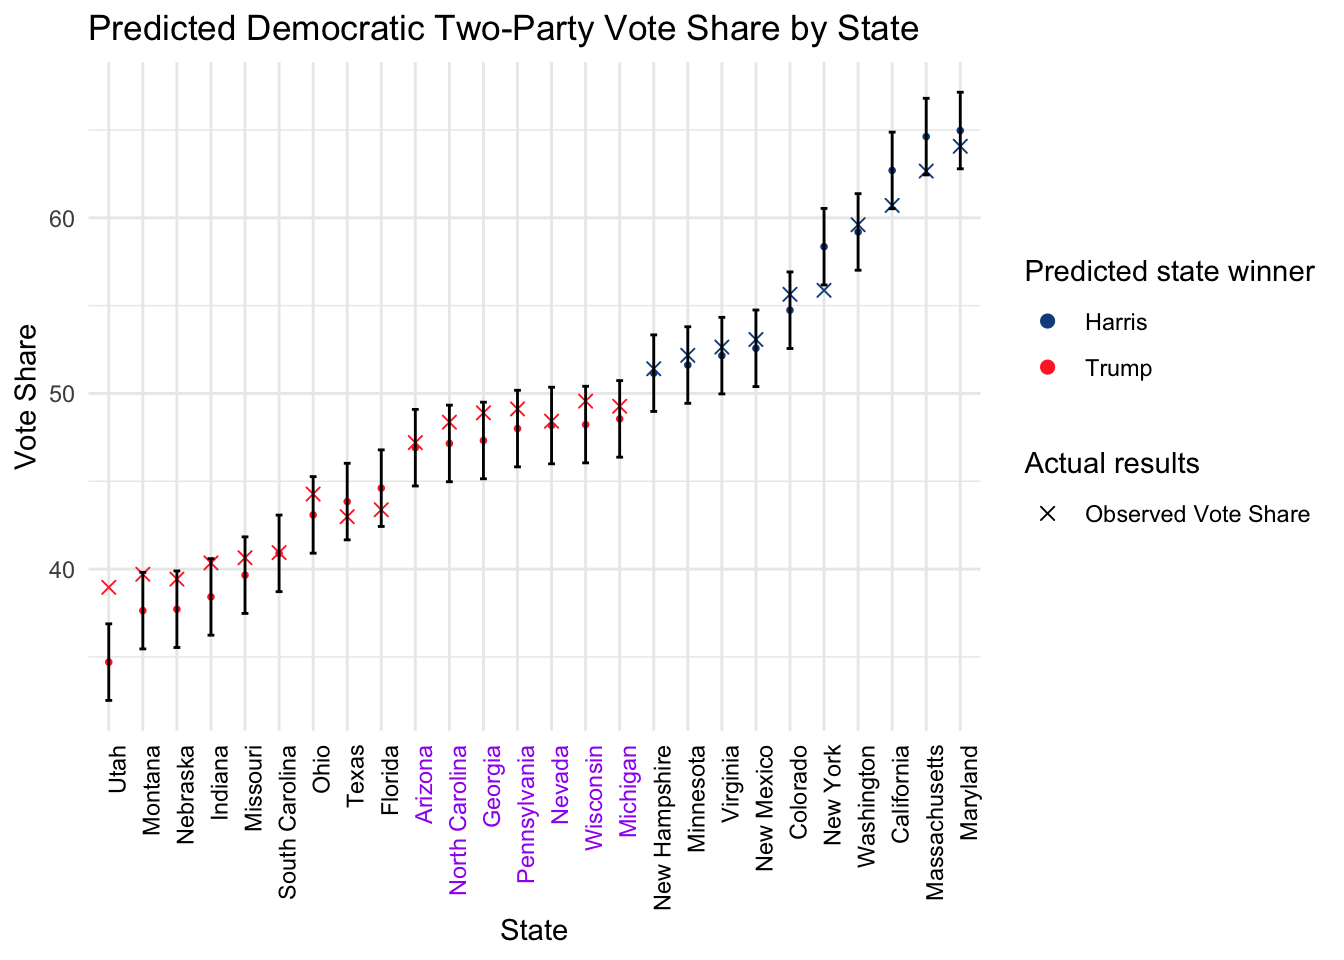 Predicted Democratic Two-Party Vote Share by State
Vote Share
60
50
40
Utah
Montana
Nebraska
Indiana
Missouri
South Carolina
Ohio
Texas
Florida
Arizona
North Carolina
Georgia
Pennsylvania
Nevada
Wisconsin
Michigan
New Hampshire
Minnesota
Virginia
New Mexico
Colorado
New York
Washington
California
Massachusetts
Maryland
State
Predicted state winner
Harris
Trump
Actual results
Observed Vote Share